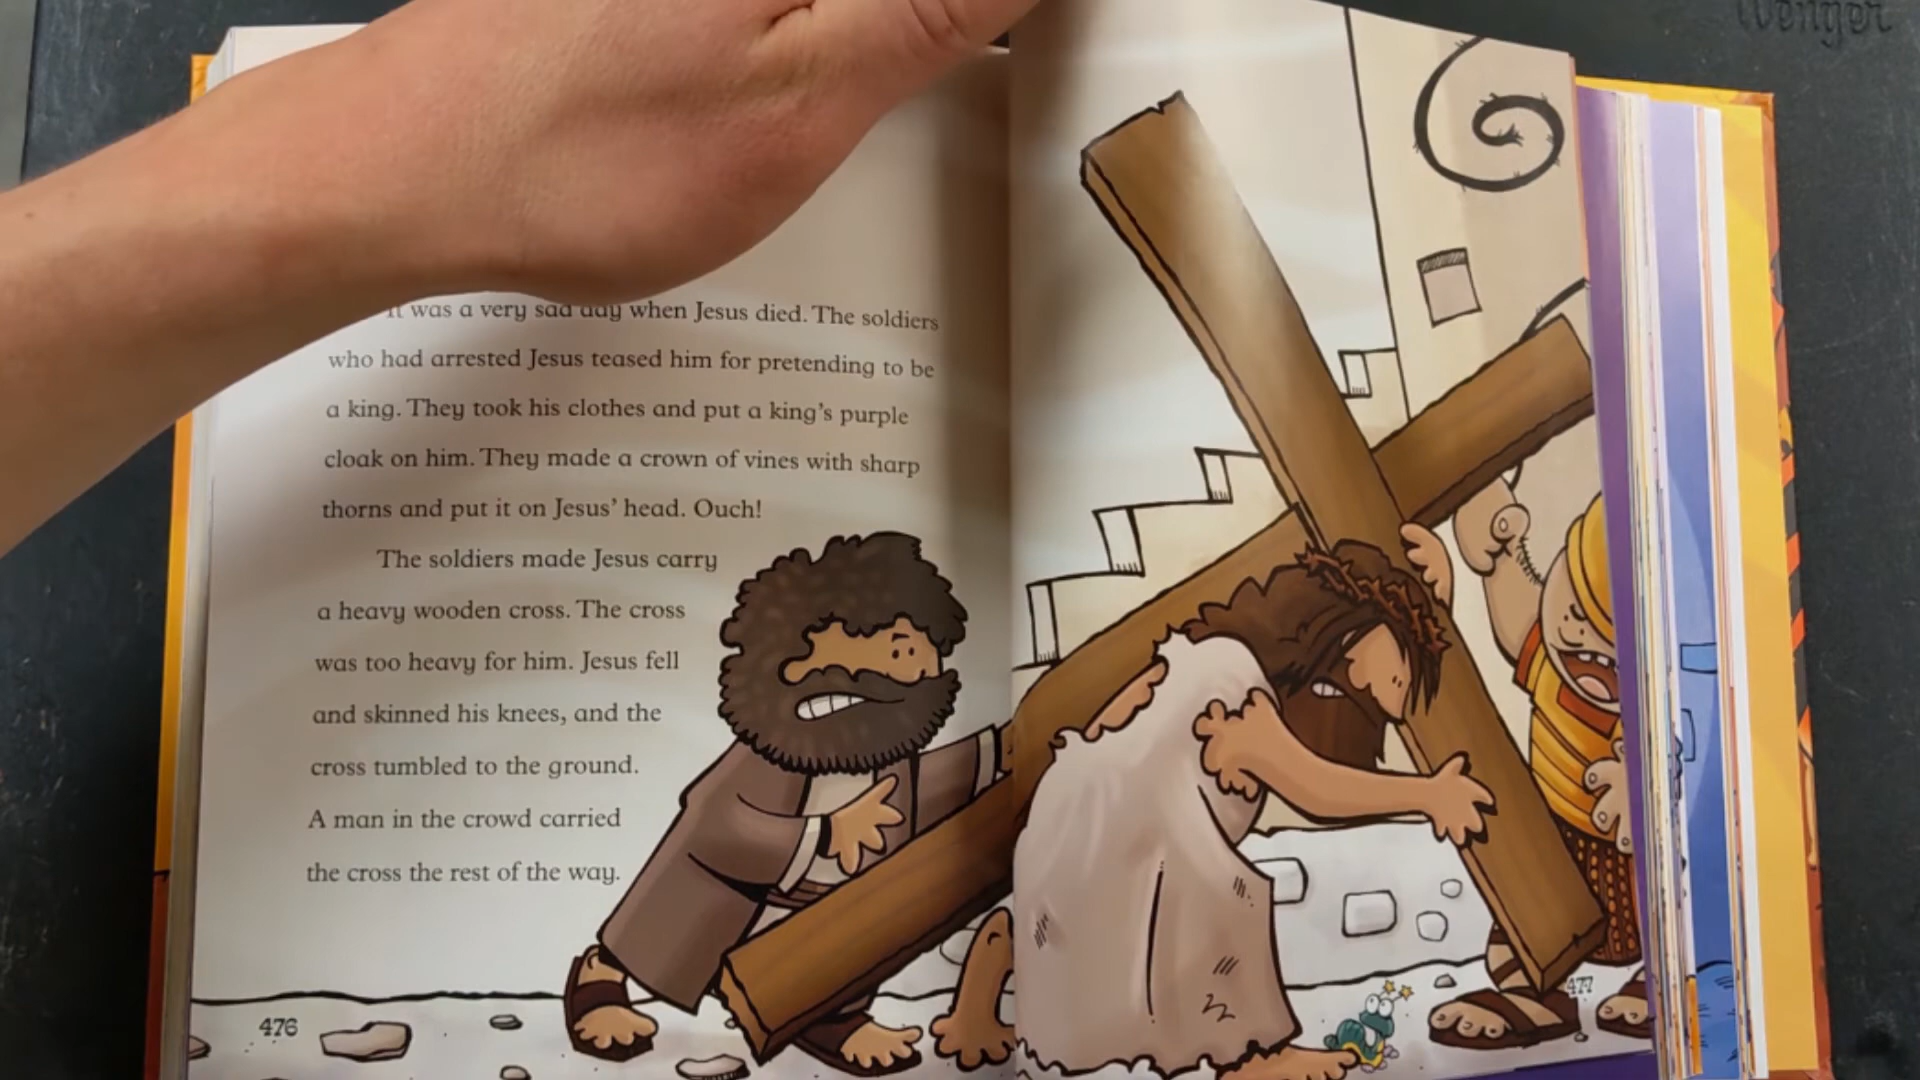 It was a very sad day when Jesus died. The soldiers
who had arrested Jesus teased him for pretending to be
a king. They took his clothes and put a king's purple
cloak on him. They made a crown of vines with sharp
thorns and put it on Jesus' head. Ouch!
The soldiers made Jesus carry
a heavy wooden cross. The cross
was too heavy for him. Jesus fell
and skinned his knees, and the
cross tumbled to the ground.
A man in the crowd carried
the cross the rest of the way.
476
477
Wenger